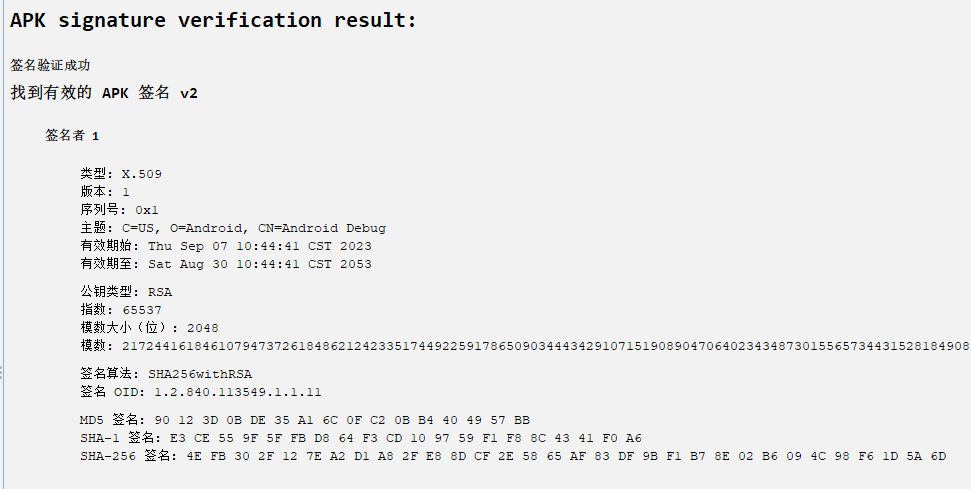 APK signature verification result:
签名验证成功
找到有效的 APK 签名 v2
签名者 1
类型: X.509
版本: 1
序列号: 0x1
主题: C=US, O=Android, CN=Android Debug
有效期始: Thu Sep 07 10:44:41 CST 2023
有效期至: Sat Aug 30 10:44:41 CST 2053
公钥类型: RSA
指数: 65537
模数大小（位）: 2048
模数: 2172441618461079473726184862124233517449225917865090344434291071519089047064023434873015565734431528184908
签名算法: SHA256withRSA
签名 OID: 1.2.840.113549.1.1.11
MD5 签名: 90 12 3D 0B DE 35 A1 6C 0F C2 0B B4 40 49 57 BB
SHA-1 签名: E3 CE 55 9F 5F FB D8 64 F3 CD 10 97 59 F1 F8 8C 43 41 F0 A6
SHA-256 签名: 4E FB 30 2F 12 7E A2 D1 A8 2F E8 8D CF 2E 58 65 AF 83 DF 9B F1 B7 8E 02 B6 09 4C 98 F6 1D 5A 6D